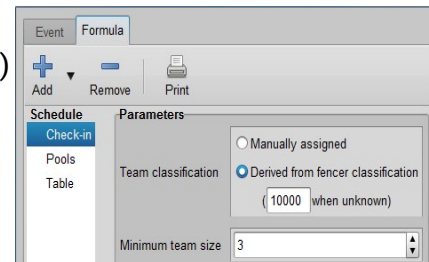 )
Event Formula
Add Remove Print
Schedule Parameters
Check-in
Pools
Table
Manually assigned
Team classification
Derived from fencer classification
( 10000 when unknown)
Minimum team size 3